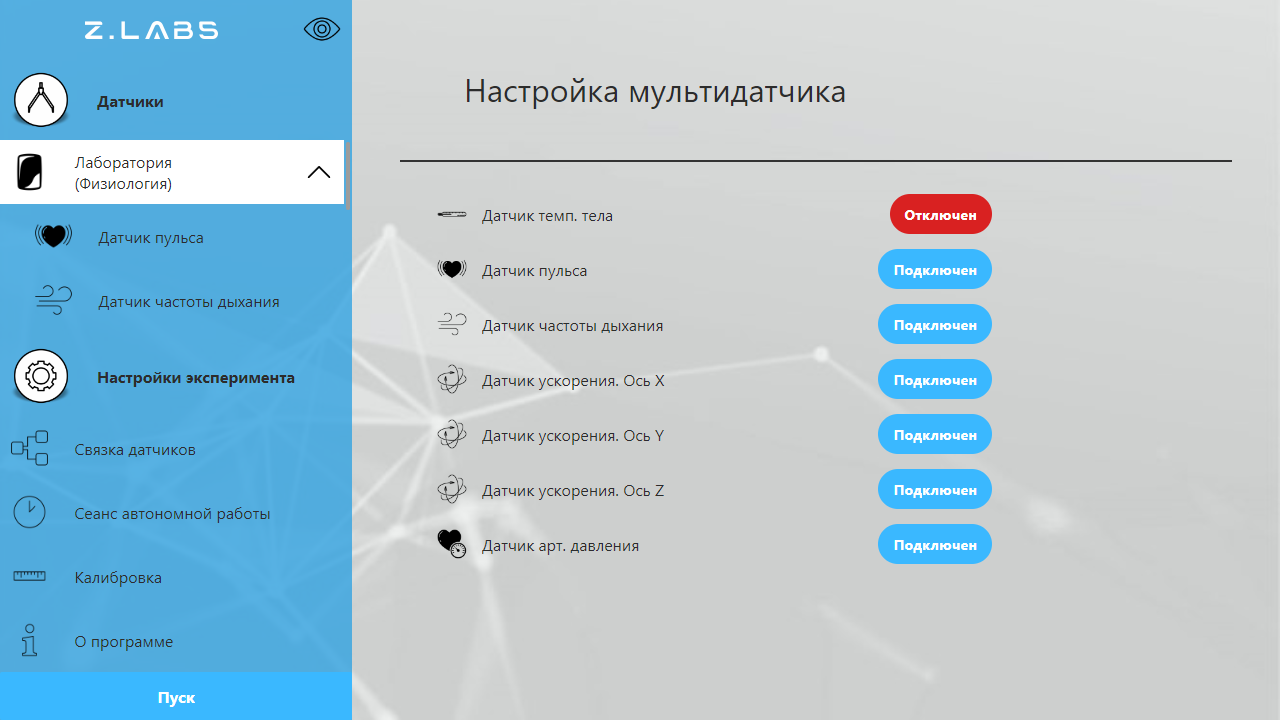 Z.LABS
Датчики
Лаборатория
(Физиология)
Датчик пульса
Датчик частоты дыхания
Настройки эксперимента
Связка датчиков
Сеанс автономной работы
Калибровка
О программе
Пуск
Настройка мультидатчика
Датчик темп. тела Отключен
Датчик пульса Подключен
Датчик частоты дыхания Подключен
Датчик ускорения. Ось X Подключен
Датчик ускорения. Ось Y Подключен
Датчик ускорения. Ось Z Подключен
Датчик арт. давления Подключен